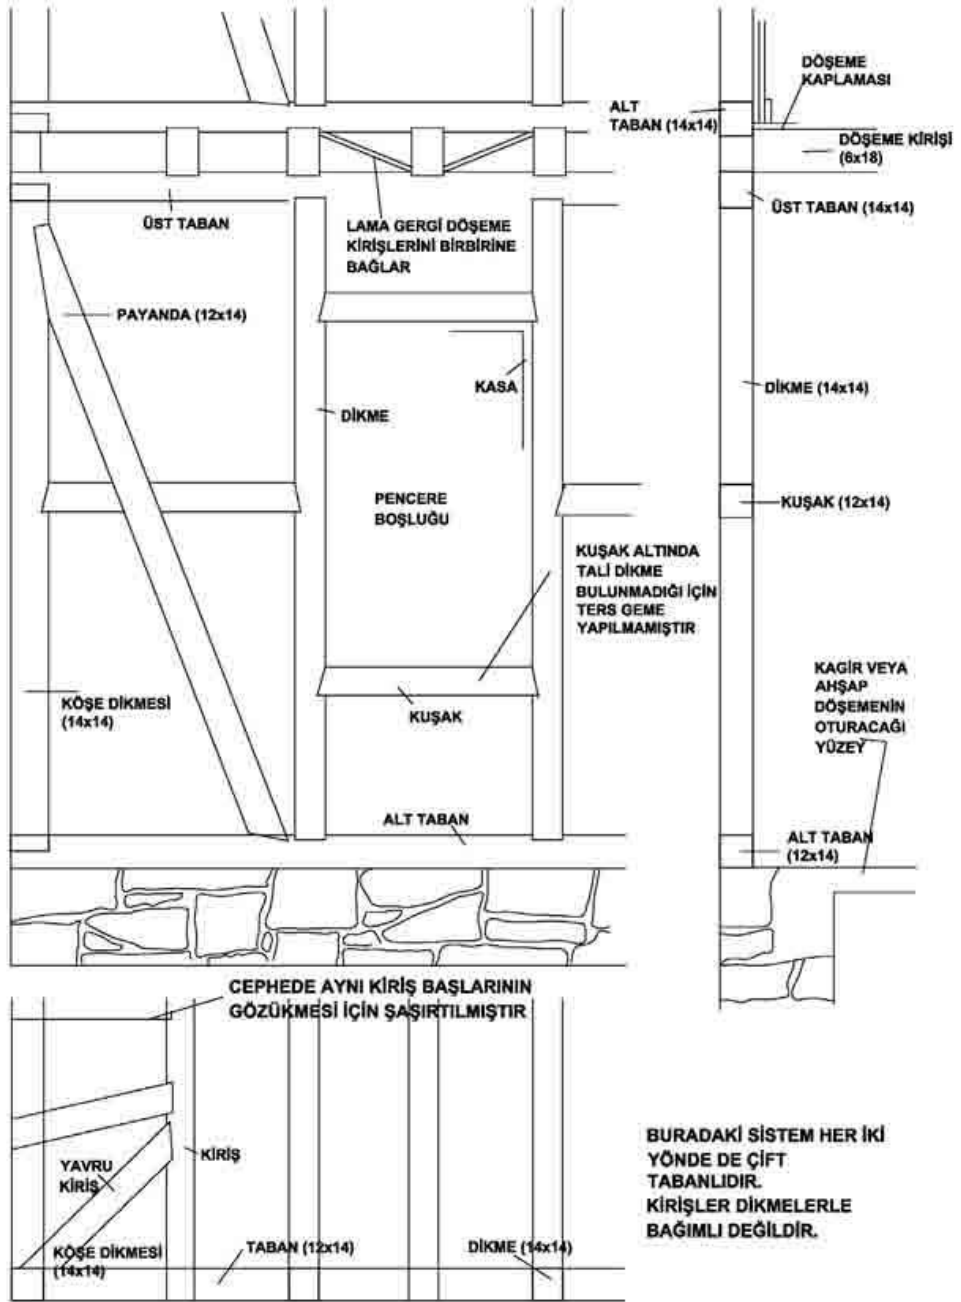 DÖŞEME
KAPLAMASI
ALT
TABAN (14x14)
DÖŞEME KİRİŞİ
(6x18)
ÜST TABAN
LAMA GERGİ DÖŞEME
KİRİŞLERİNİ BİRBİRİNE
BAĞLAR
ÜST TABAN (14x14)
PAYANDA (12x14)
KASA
DİKME
DİKME (14x14)
PENCERE
BOŞLUĞU
KUŞAK (12x14)
KUŞAK ALTINDA
TALİ DİKME
BULUNMADIĞI İÇİN
TERS GEME
YAPILMAMIŞTIR
KÖŞE DİKMESİ
(14x14)
KUŞAK
KAGİR VEYA
AHŞAP
DÖŞEMENİN
OTURACAĞI
YÜZEY
ALT TABAN
ALT TABAN
(12x14)
CEPHEDE AYNI KİRİŞ BAŞLARININ
GÖZÜKMESİ İÇİN ŞAŞIRTILMIŞTIR
YAVRU
KİRİŞ
KİRİŞ
KÖŞE DİKMESİ
(14x14)
TABAN (12x14)
DİKME (14x14)
BURADAKİ SİSTEM HER İKİ
YÖNDE DE ÇİFT
TABANLIDIR.
KİRİŞLER DİKMELERLE
BAĞIMLI DEĞİLDİR.